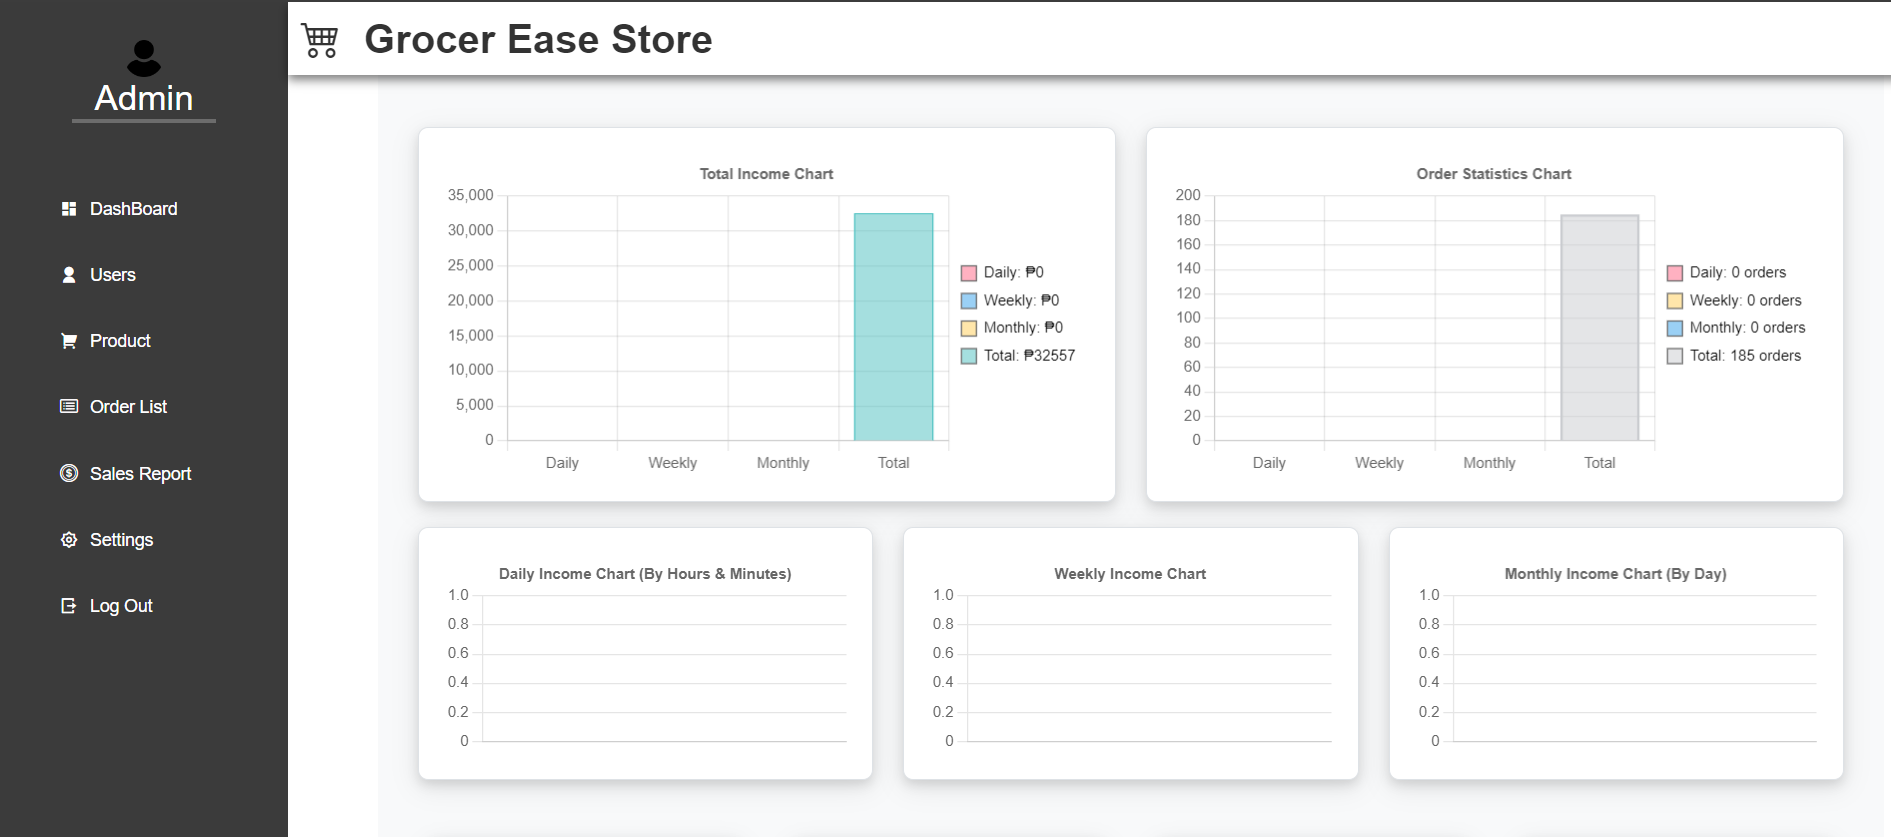 Grocer Ease Store
Admin
DashBoard
Users
Product
Order List
Sales Report
Settings
Log Out
Total Income Chart
35,000
30,000
25,000
20,000
15,000
10,000
5,000
0
Daily Weekly Monthly Total
Daily: ₱0
Weekly: ₱0
Monthly: ₱0
Total: ₱32557
Order Statistics Chart
200
180
160
140
120
100
80
60
40
20
0
Daily Weekly Monthly Total
Daily: 0 orders
Weekly: 0 orders
Monthly: 0 orders
Total: 185 orders
Daily Income Chart (By Hours & Minutes)
1.0
0.8
0.6
0.4
0.2
0
Weekly Income Chart
1.0
0.8
0.6
0.4
0.2
0
Monthly Income Chart (By Day)
1.0
0.8
0.6
0.4
0.2
0